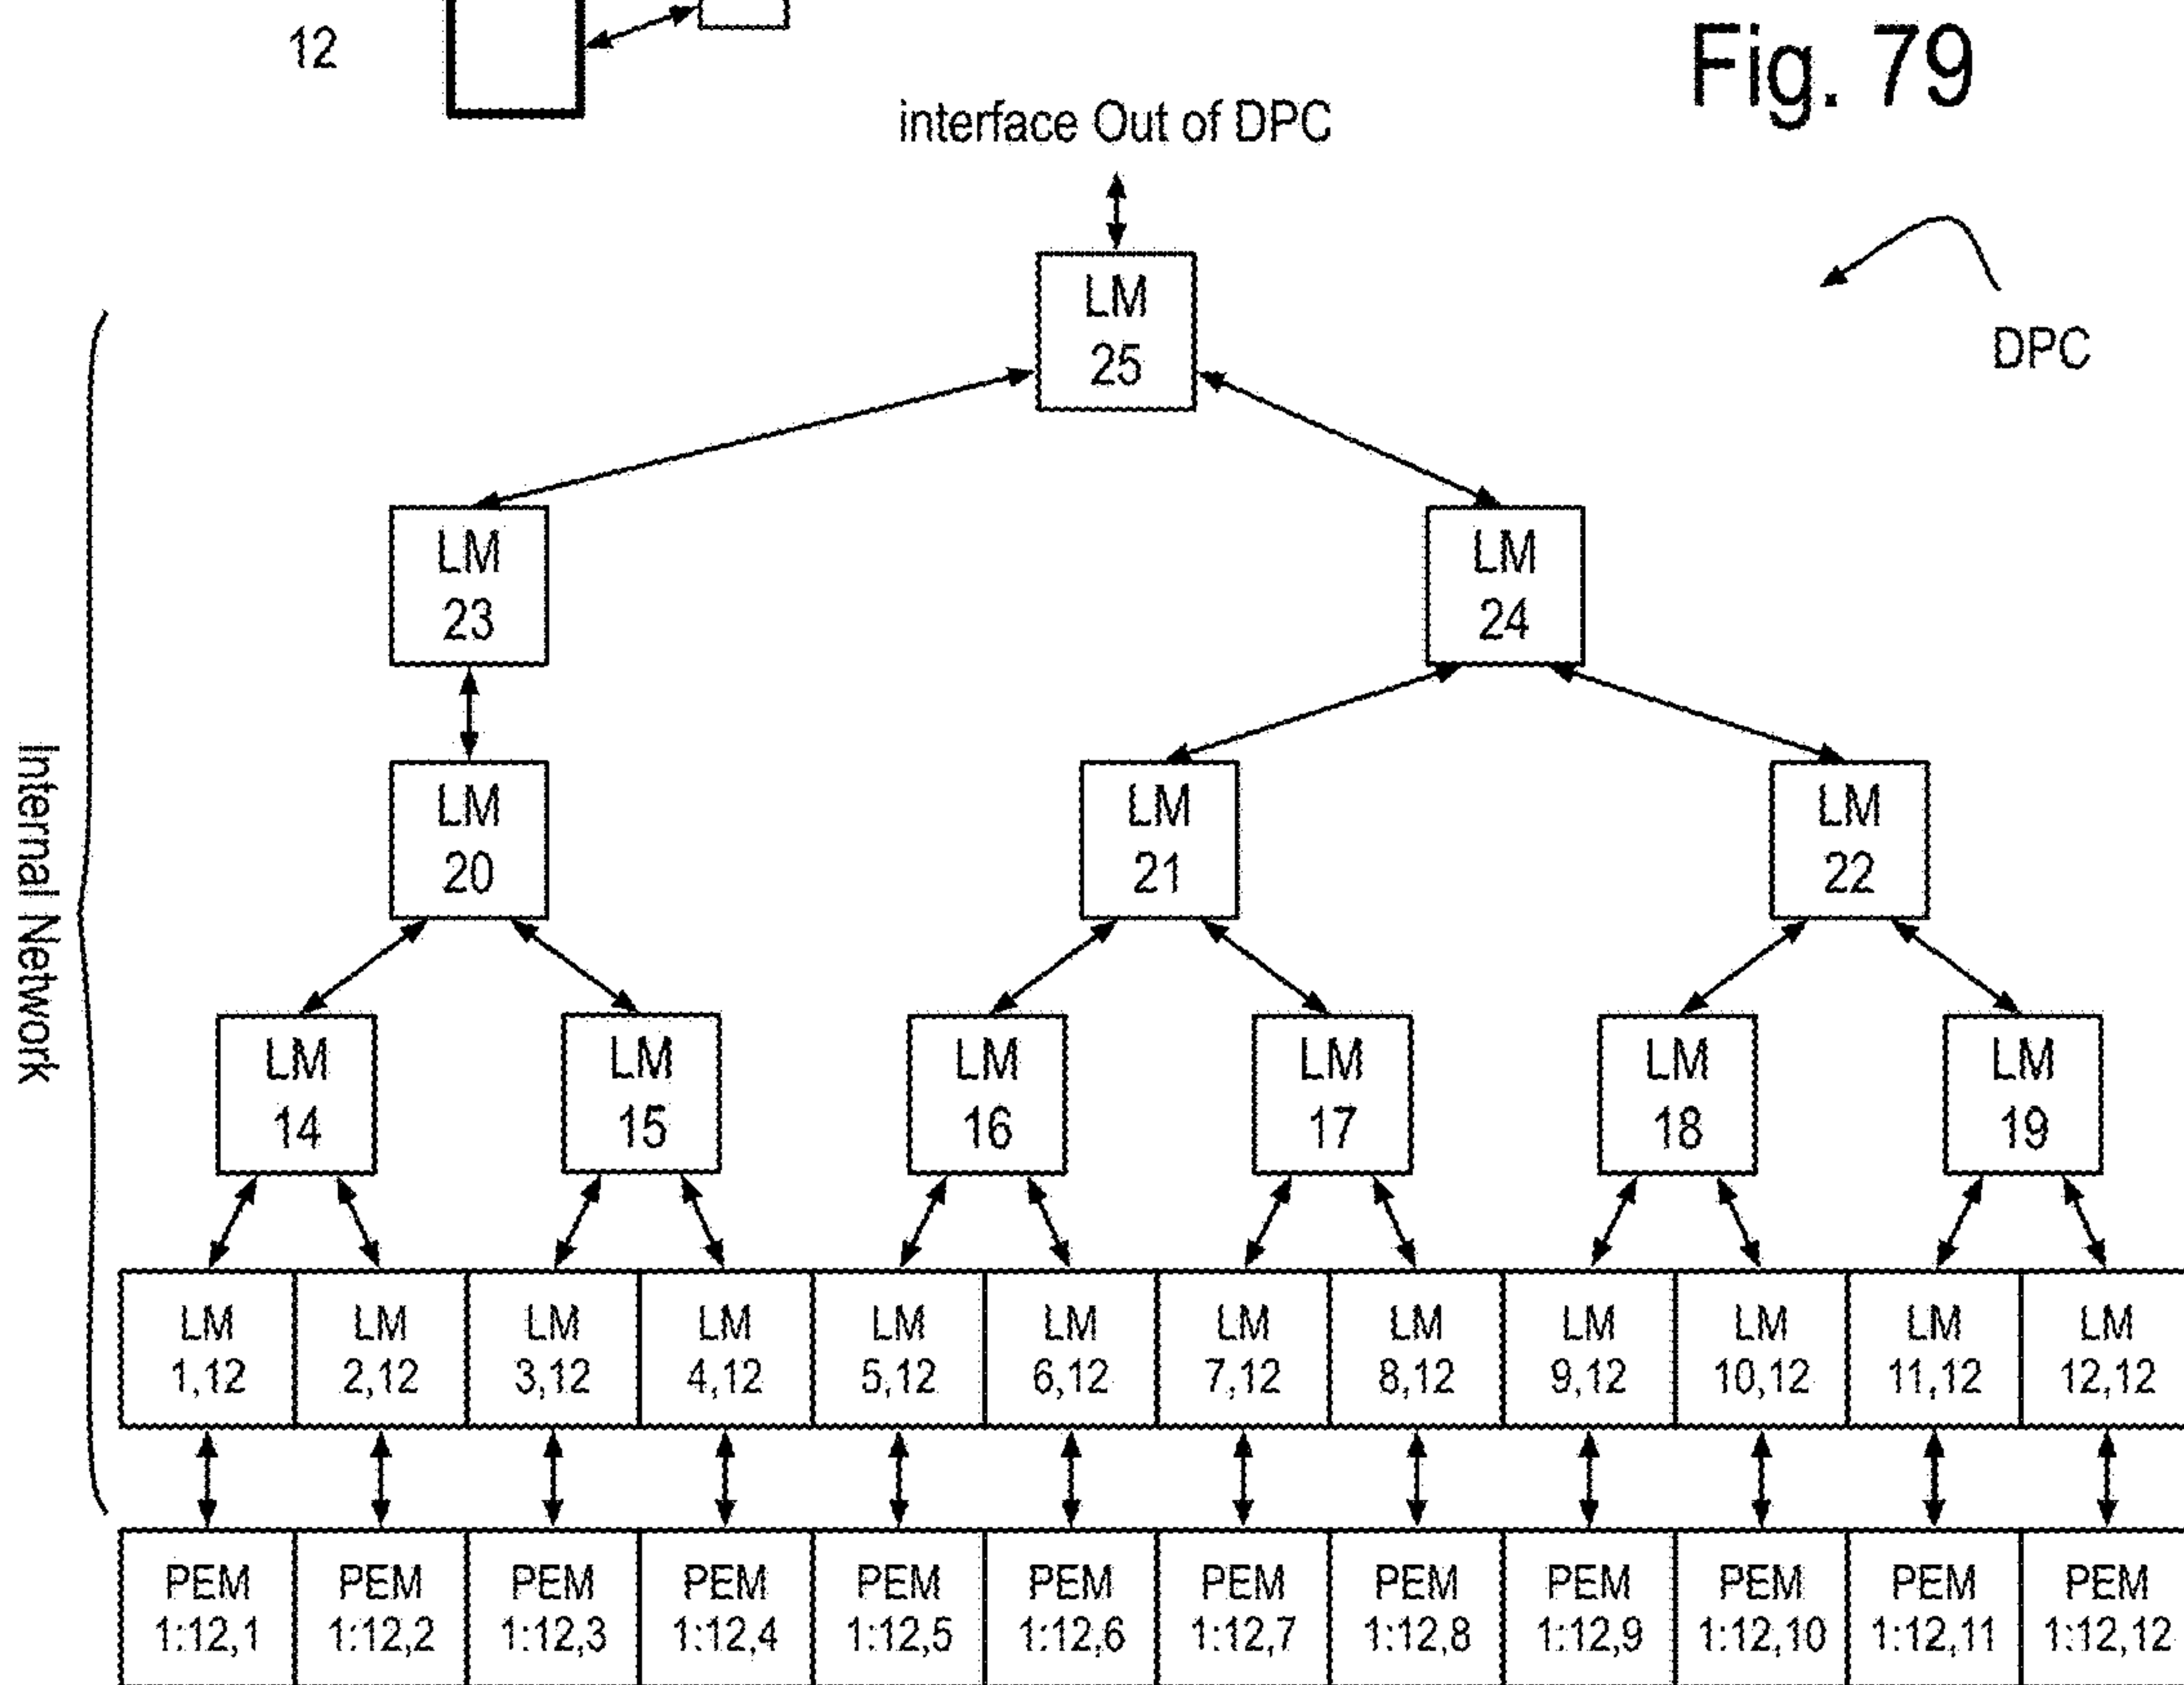 12
Fig. 79
interface Out of DPC
DPC
Internal Network
LM
25
LM
23
LM
24
LM
20
LM
21
LM
22
LM
14
LM
15
LM
16
LM
17
LM
18
LM
19
LM
1,12
LM
2,12
LM
3,12
LM
4,12
LM
5,12
LM
6,12
LM
7,12
LM
8,12
LM
9,12
LM
10,12
LM
11,12
LM
12,12
PEM
1:12,1
PEM
1:12,2
PEM
1:12,3
PEM
1:12,4
PEM
1:12,5
PEM
1:12,6
PEM
1:12,7
PEM
1:12,8
PEM
1:12,9
PEM
1:12,10
PEM
1:12,11
PEM
1:12,12